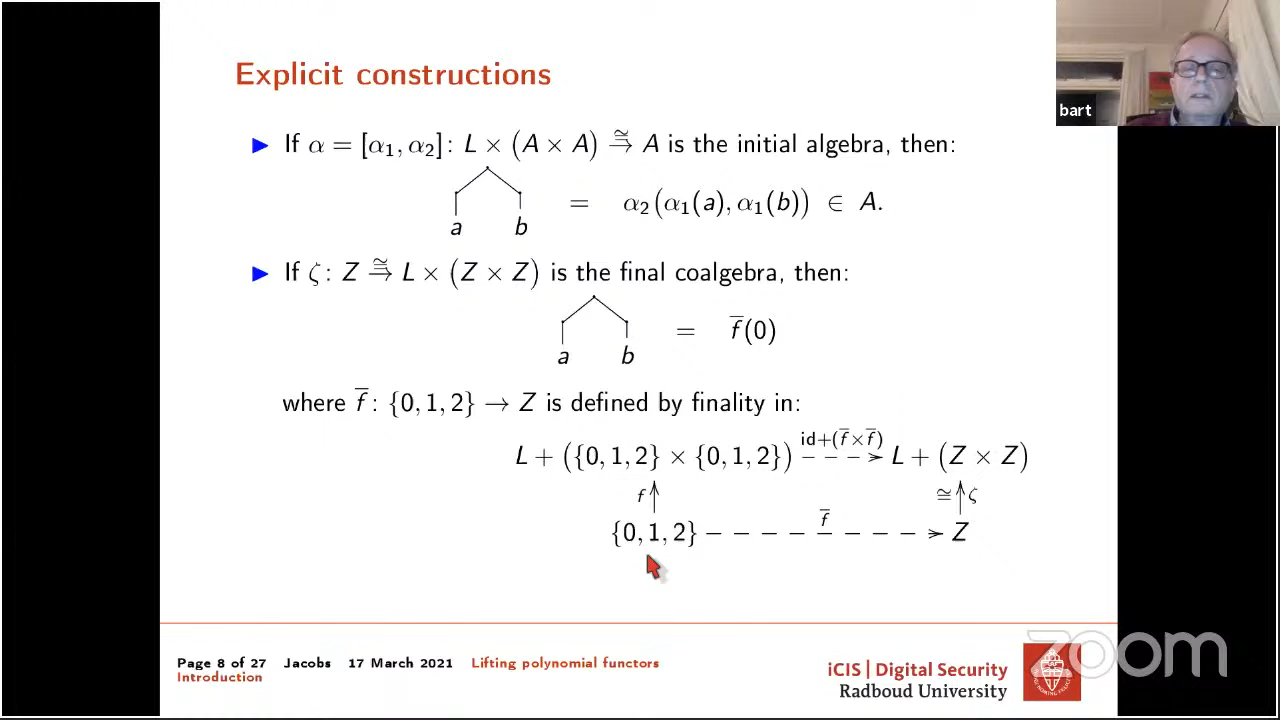 Explicit constructions
▶ If α = [α₁, α₂] : L × (A × A) ≅→ A is the initial algebra, then:
a b = α₂(α₁(a), α₁(b)) ∈ A.
▶ If ζ : Z ≅→ L × (Z × Z) is the final coalgebra, then:
a b = f̅(0)
where f̅ : {0, 1, 2} → Z is defined by finality in:
id+(f̅×f̅)
L + ({0, 1, 2} × {0, 1, 2}) – – –> L + (Z × Z)
f ≅ ζ
f̅
{0, 1, 2} – – – – – – – –> Z
Page 8 of 27 Jacobs 17 March 2021 Lifting polynomial functors
Introduction
iCIS | Digital Security
Radboud University
bart
zoom